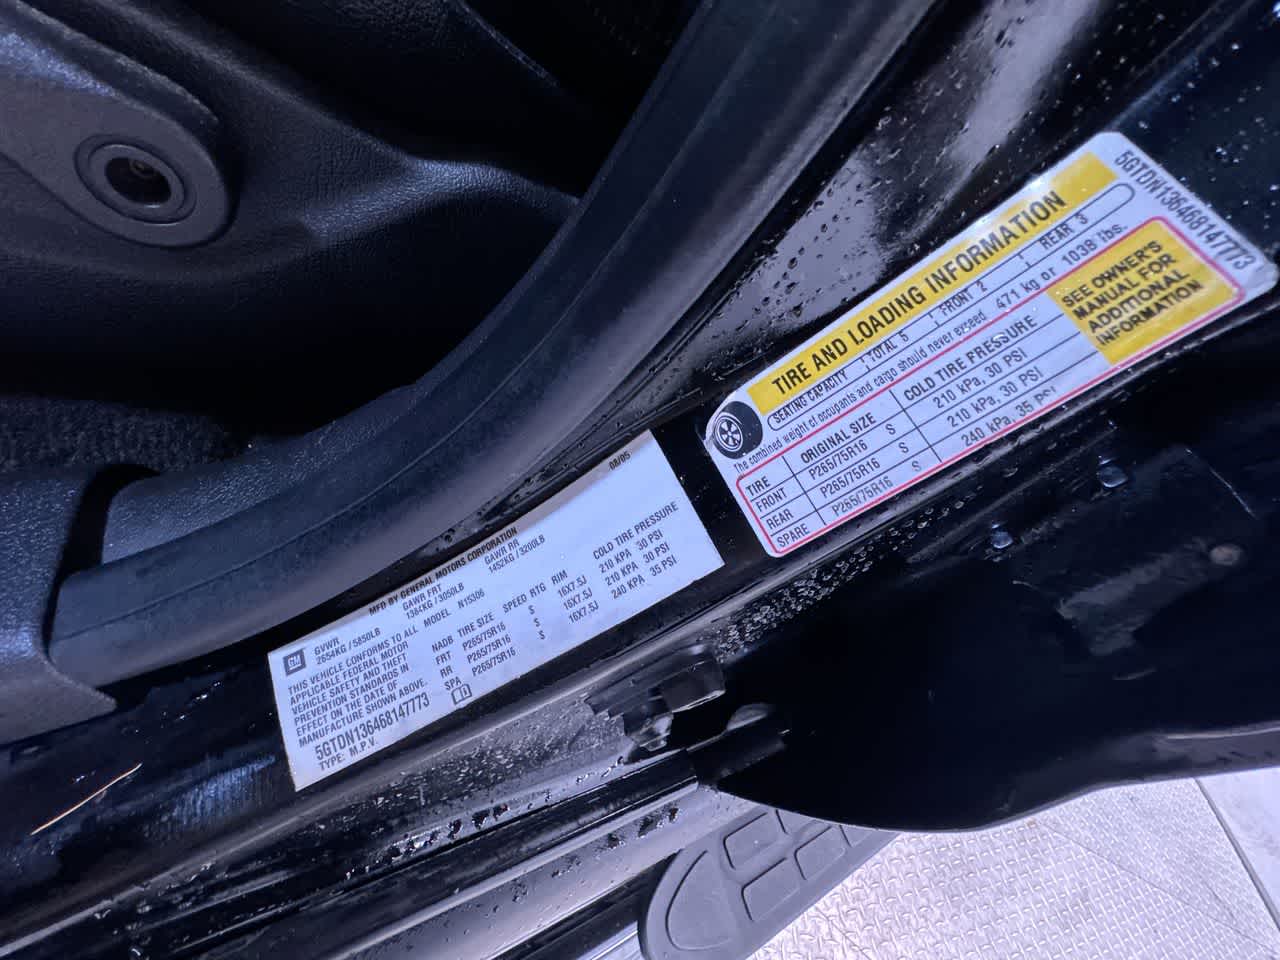 5GTDN136468147773
TIRE AND LOADING INFORMATION
SEATING CAPACITY TOTAL 5 FRONT 2 REAR 3
The combined weight of occupants and cargo should never exceed 471 kg or 1038 lbs.
TIRE ORIGINAL SIZE COLD TIRE PRESSURE
FRONT P265/75R16 S 210 kPa, 30 PSI
REAR P265/75R16 S 210 kPa, 30 PSI
SPARE P265/75R16 S 240 kPa, 35 PSI
SEE OWNER'S
MANUAL FOR
ADDITIONAL
INFORMATION
GM
MFD BY GENERAL MOTORS CORPORATION 08/05
GVWR GAWR FRT GAWR RR
2654KG/5850LB 1384KG/3050LB 1452KG/3200LB
THIS VEHICLE CONFORMS TO ALL
APPLICABLE FEDERAL MOTOR
VEHICLE SAFETY AND THEFT
PREVENTION STANDARDS IN
EFFECT ON THE DATE OF
MANUFACTURE SHOWN ABOVE.
5GTDN136468147773
TYPE: M.P.V.
MODEL N15306
NADB TIRE SIZE SPEED RTG RIM COLD TIRE PRESSURE
FRT P265/75R16 S 16X7.5J 210 KPA 30 PSI
RR P265/75R16 S 16X7.5J 210 KPA 30 PSI
SPA P265/75R16 S 16X7.5J 240 KPA 35 PSI